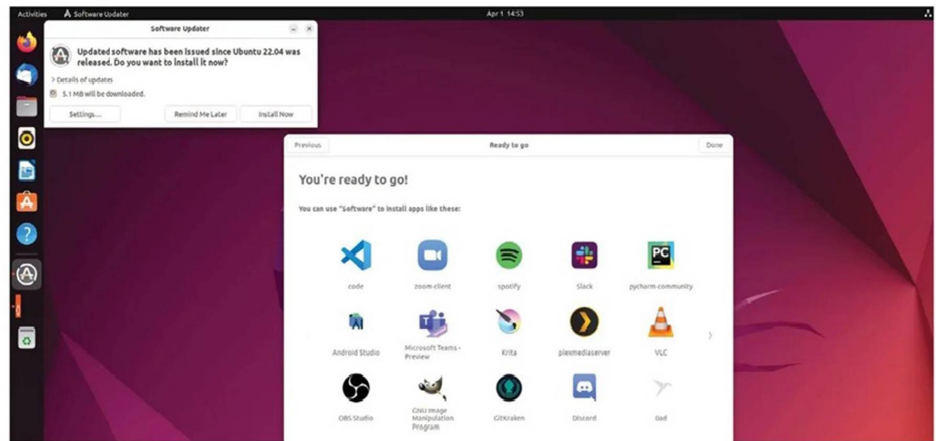 Activities
Software Updater
Apr 1 14:53
Software Updater
Updated software has been issued since Ubuntu 22.04 was
released. Do you want to install it now?
Details of updates
5.1 MB will be downloaded.
Settings...
Remind Me Later
Install Now
Previous
Ready to go
Done
You're ready to go!
You can use "Software" to install apps like these:
code
zoom-client
spotify
Slack
pycharm-community
Android Studio
Microsoft Teams -
Preview
Krita
plexmediaserver
VLC
OBS Studio
GNU Image
Manipulation
Program
GitKraken
Discord
PC